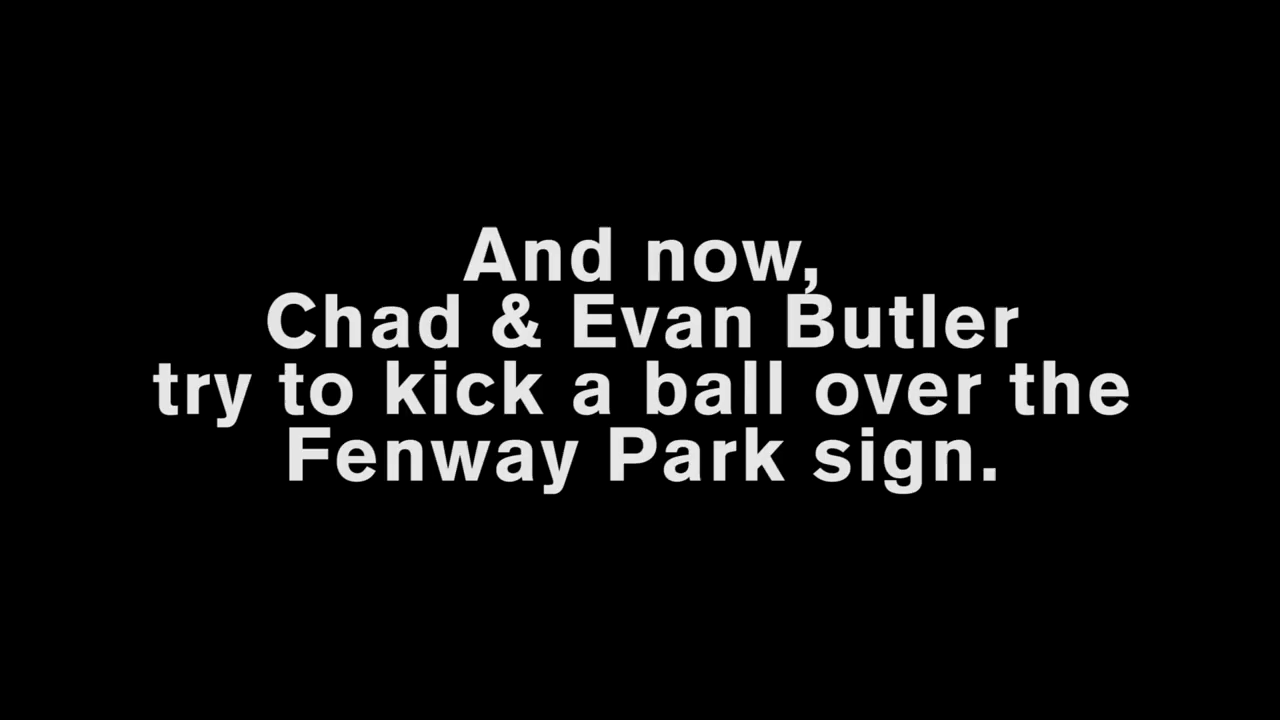 And now,
Chad & Evan Butler
try to kick a ball over the
Fenway Park sign.